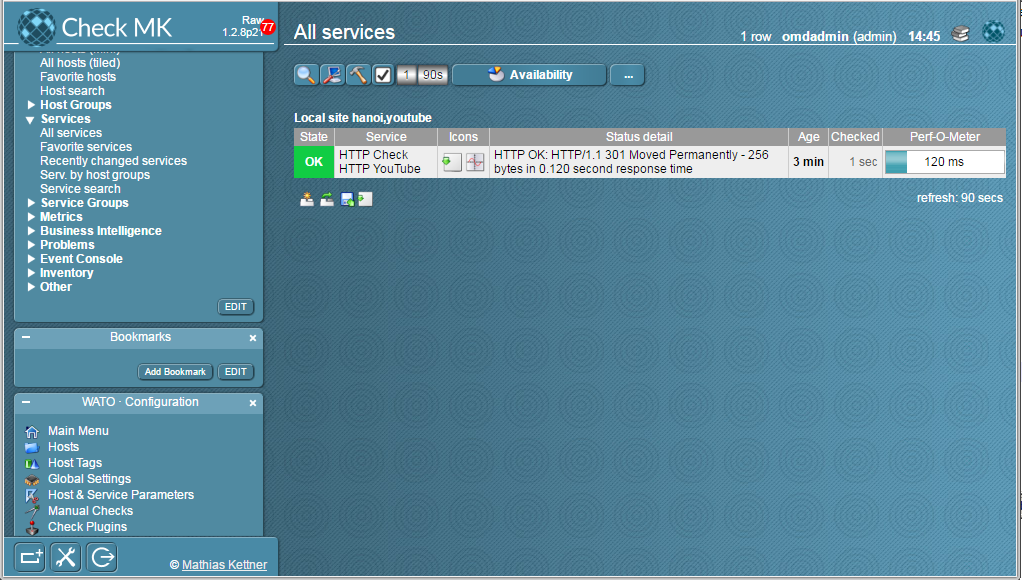 Check MK
Raw
1.2.8p21
77
All services
1 row omdadmin (admin) 14:45
All hosts (tiled)
Favorite hosts
Host search
Host Groups
Services
All services
Favorite services
Recently changed services
Serv. by host groups
Service search
Service Groups
Metrics
Business Intelligence
Problems
Event Console
Inventory
Other
EDIT
Bookmarks
Add Bookmark
EDIT
WATO · Configuration
Main Menu
Hosts
Host Tags
Global Settings
Host & Service Parameters
Manual Checks
Check Plugins
© Mathias Kettner
1 90s
Availability
...
Local site hanoi,youtube
State Service Icons Status detail Age Checked Perf-O-Meter
OK
HTTP Check
HTTP YouTube
HTTP OK: HTTP/1.1 301 Moved Permanently - 256
bytes in 0.120 second response time
3 min
1 sec
120 ms
refresh: 90 secs